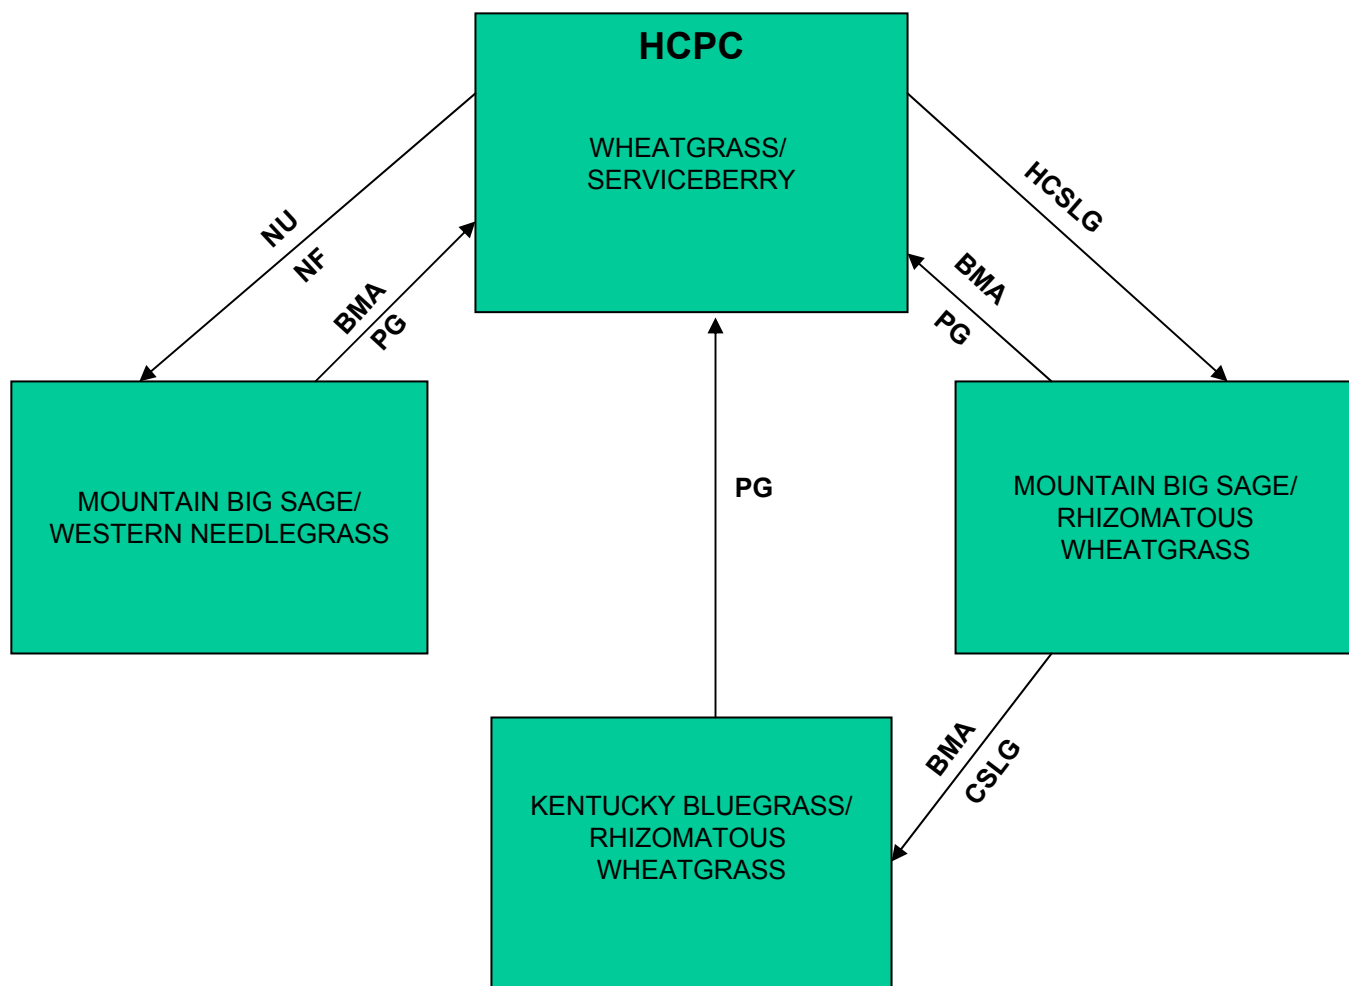 HCPC
WHEATGRASS/
SERVICEBERRY
NU
NF
BMA
PG
HCSLG
BMA
PG
MOUNTAIN BIG SAGE/
WESTERN NEEDLEGRASS
PG
MOUNTAIN BIG SAGE/
RHIZOMATOUS
WHEATGRASS
BMA
CSLG
KENTUCKY BLUEGRASS/
RHIZOMATOUS
WHEATGRASS